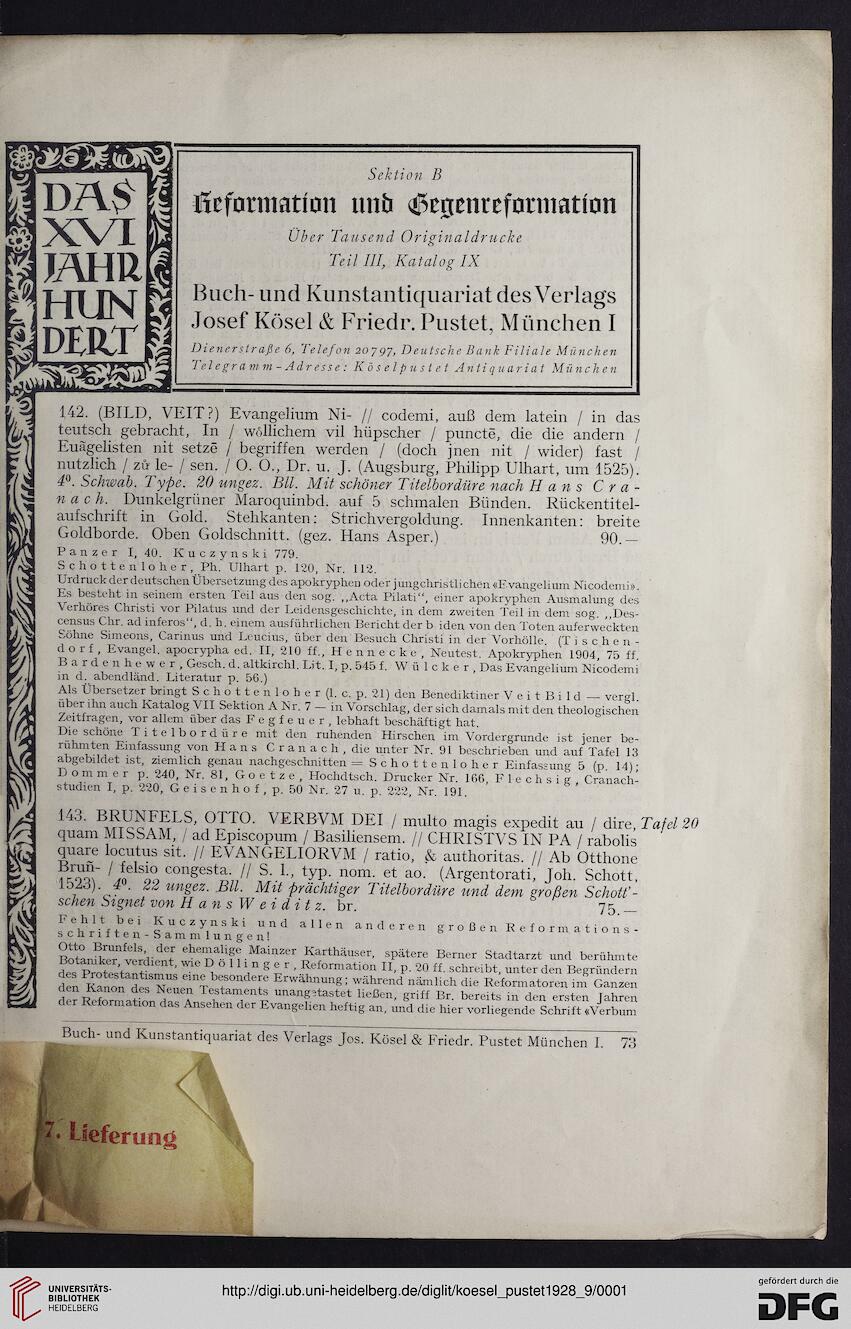 DAS
XVI
JAHR
HUN
DERT
Sektion B
Reformation und Gegenreformation
Über Tausend Originaldrucke
Teil III, Katalog IX
Buch- und Kunstantiquariat des Verlags
Josef Kösel & Friedr. Pustet, München I
Dienerstraße 6, Telefon 20797, Deutsche Bank Filiale München
Telegramm-Adresse: Köselpustet Antiquariat München
142. (BILD, VEIT?) Evangelium Ni- // codemi, auß dem latein / in das
teutsch gebracht, In / wöllichem vil hüpscher / punctẽ, die die andern /
Euãgelisten nit setzẽ / begriffen werden / (doch jnen nit / wider) fast /
nutzlich / zů le- / sen. / O. O., Dr. u. J. (Augsburg, Philipp Ulhart, um 1525).
4⁰. Schwab. Type. 20 ungez. Bll. Mit schöner Titelbordüre nach Hans Cra-
nach. Dunkelgrüner Maroquinbd. auf 5 schmalen Bünden. Rückentitel-
aufschrift in Gold. Stehkanten: Strichvergoldung. Innenkanten: breite
Goldborde. Oben Goldschnitt. (gez. Hans Asper.) 90.—
Panzer I, 40. Kuczynski 779.
Schottenloher, Ph. Ulhart p. 120, Nr. 112.
Urdruck der deutschen Übersetzung des apokryphen oder jungchristlichen «Evangelium Nicodemi».
Es besteht in seinem ersten Teil aus den sog. „Acta Pilati“, einer apokryphen Ausmalung des
Verhöres Christi vor Pilatus und der Leidensgeschichte, in dem zweiten Teil in dem sog. „Des-
census Chr. ad inferos“, d. h. einem ausführlichen Bericht der b iden von den Toten auferweckten
Söhne Simeons, Carinus und Leucius, über den Besuch Christi in der Vorhölle. (Tischen-
dorf, Evangel. apocrypha ed. II, 210 ff., Hennecke, Neutest. Apokryphen 1904, 75 ff.
Bardenhewer, Gesch. d. altkirchl. Lit. I, p. 545 f. Wülcker, Das Evangelium Nicodemi
in d. abendländ. Literatur p. 56.)
Als Übersetzer bringt Schottenloher (l. c. p. 21) den Benediktiner Veit Bild — vergl.
über ihn auch Katalog VII Sektion A Nr. 7 — in Vorschlag, der sich damals mit den theologischen
Zeitfragen, vor allem über das Fegfeuer, lebhaft beschäftigt hat.
Die schöne Titelbordüre mit den ruhenden Hirschen im Vordergrunde ist jener be-
rühmten Einfassung von Hans Cranach, die unter Nr. 91 beschrieben und auf Tafel 13
abgebildet ist, ziemlich genau nachgeschnitten = Schottenloher Einfassung 5 (p. 14);
Dommer p. 240, Nr. 81, Goetze, Hochdtsch. Drucker Nr. 166, Flechsig, Cranach-
studien I, p. 220, Geisenhof, p. 50 Nr. 27 u. p. 222, Nr. 191.
143. BRUNFELS, OTTO. VERBVM DEI / multo magis expedit au / dire, Tafel 20
quam MISSAM, / ad Episcopum / Basiliensem. // CHRISTVS IN PA / rabolis
quare locutus sit. // EVANGELIORVM / ratio, & authoritas. // Ab Otthone
Brun̄- / felsio congesta. // S. l., typ. nom. et ao. (Argentorati, Joh. Schott,
1523). 4⁰. 22 ungez. Bll. Mit prächtiger Titelbordüre und dem großen Schott'-
schen Signet von Hans Weiditz. br. 75.—
Fehlt bei Kuczynski und allen anderen großen Reformations-
schriften-Sammlungen!
Otto Brunfels, der ehemalige Mainzer Karthäuser, spätere Berner Stadtarzt und berühmte
Botaniker, verdient, wie Döllinger, Reformation II, p. 20 ff. schreibt, unter den Begründern
des Protestantismus eine besondere Erwähnung; während nämlich die Reformatoren im Ganzen
den Kanon des Neuen Testaments unangetastet ließen, griff Br. bereits in den ersten Jahren
der Reformation das Ansehen der Evangelien heftig an, und die hier vorliegende Schrift «Verbum
Buch- und Kunstantiquariat des Verlags Jos. Kösel & Friedr. Pustet München I. 73
7. Lieferung
UNIVERSITÄTS-
BIBLIOTHEK
HEIDELBERG
http://digi.ub.uni-heidelberg.de/diglit/koesel_pustet1928_9/0001
gefördert durch die
DFG